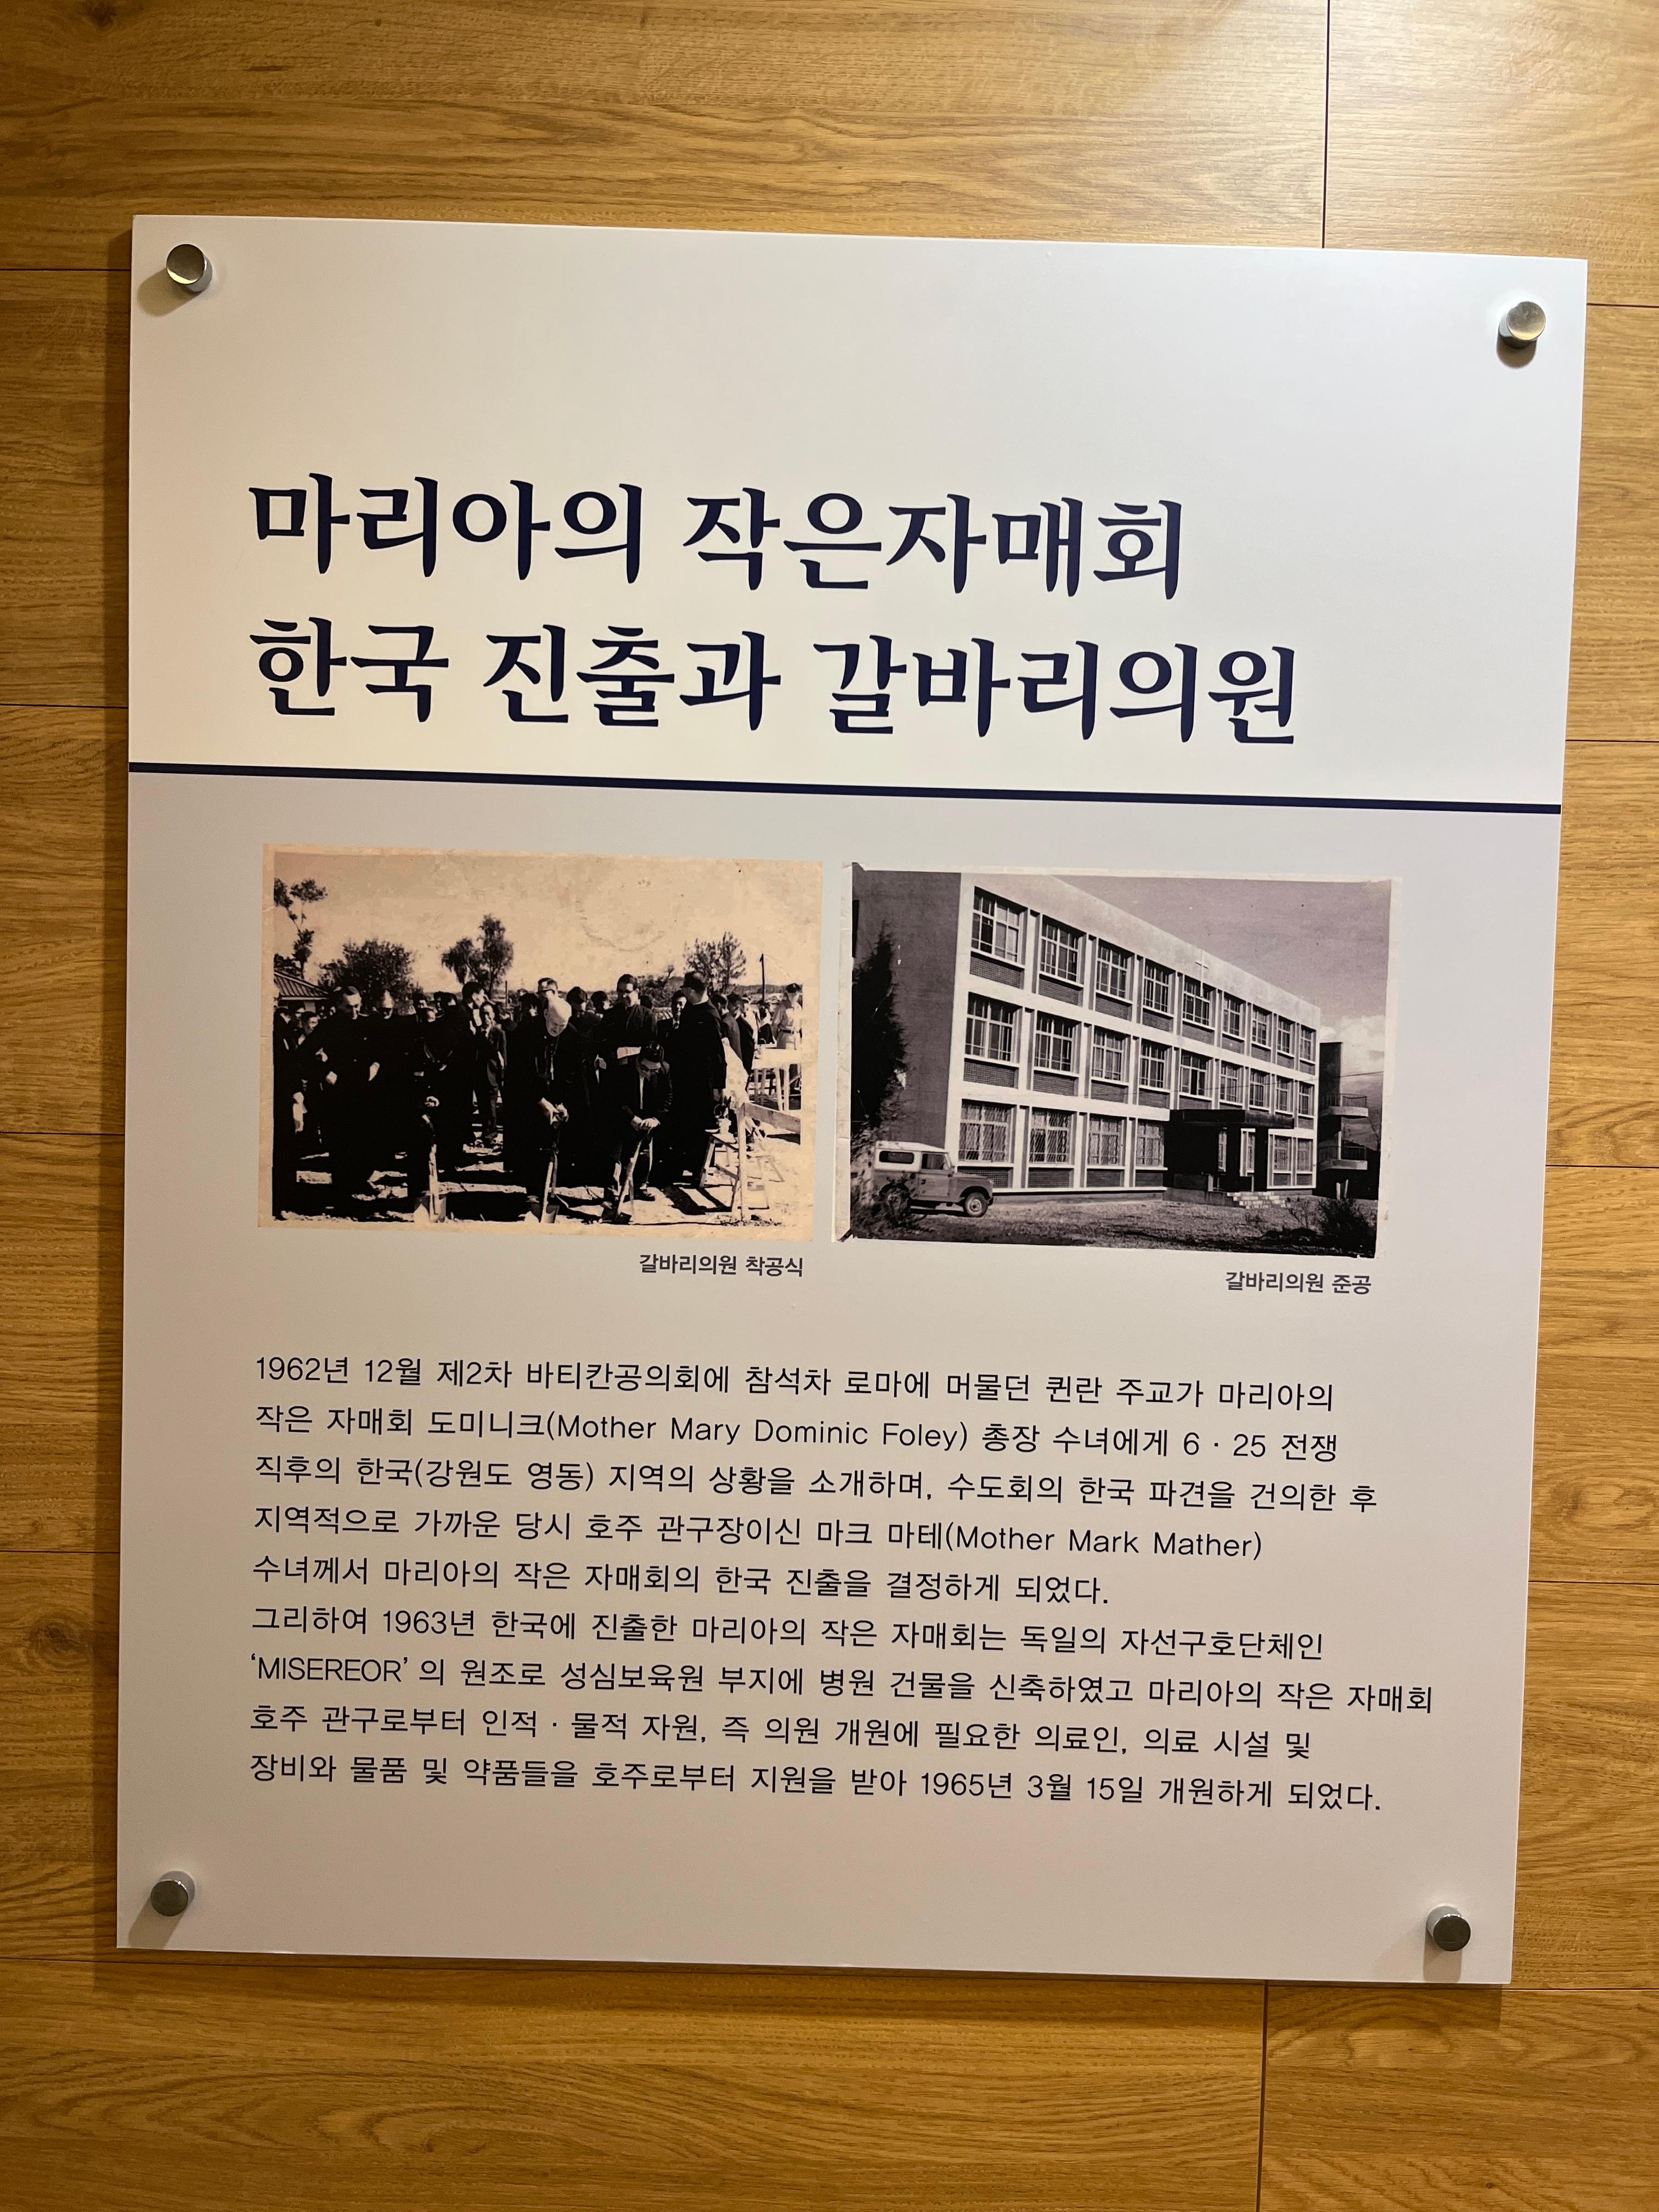 마리아의 작은자매회
한국 진출과 갈바리의원
갈바리의원 착공식
갈바리의원 준공
1962년 12월 제2차 바티칸공의회에 참석차 로마에 머물던 퀸란 주교가 마리아의
작은 자매회 도미니크(Mother Mary Dominic Foley) 총장 수녀에게 6 · 25 전쟁
직후의 한국(강원도 영동) 지역의 상황을 소개하며, 수도회의 한국 파견을 건의한 후
지역적으로 가까운 당시 호주 관구장이신 마크 마테(Mother Mark Mather)
수녀께서 마리아의 작은 자매회의 한국 진출을 결정하게 되었다.
그리하여 1963년 한국에 진출한 마리아의 작은 자매회는 독일의 자선구호단체인
‘MISEREOR’ 의 원조로 성심보육원 부지에 병원 건물을 신축하였고 마리아의 작은 자매회
호주 관구로부터 인적 · 물적 자원, 즉 의원 개원에 필요한 의료인, 의료 시설 및
장비와 물품 및 약품들을 호주로부터 지원을 받아 1965년 3월 15일 개원하게 되었다.